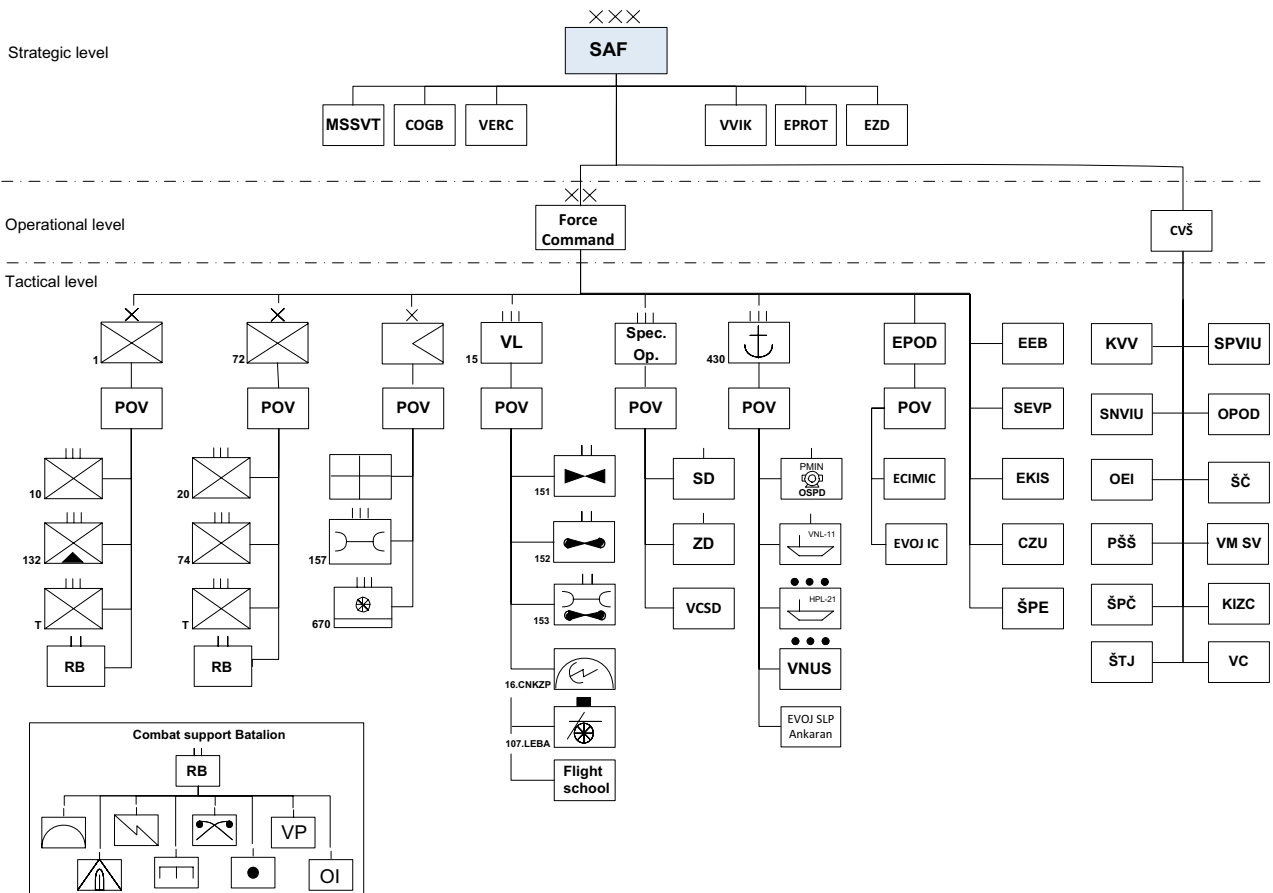 SAF
Strategic level
MSSVT COGB VERC VVIK EPROT EZD
Operational level
Force
Command
CVŠ
Tactical level
1
72
15 VL
Spec.
Op.
430
EPOD
EEB
KVV
SPVIU
POV POV POV POV POV POV POV
SEVP
SNVIU
OPOD
10
20
151
SD
PMIN
OSPD
ECIMIC
EKIS
OEI
ŠČ
132
74
157
152
ZD
VNL-11
EVOJ IC
CZU
PŠŠ
VM SV
T
T
670
153
VCSD
HPL-21
ŠPE
ŠPČ
KIZC
RB
RB
16.CNKZP
VNUS
ŠTJ
VC
107.LEBA
EVOJ SLP
Ankaran
Flight
school
Combat support Batalion
RB
VP
OI